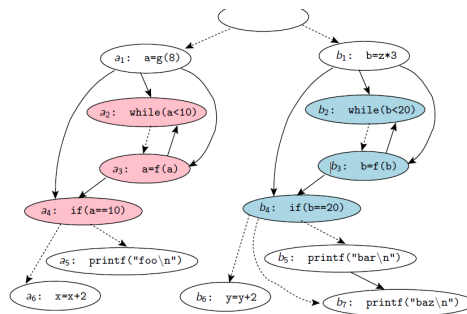 a₁: a=g(8)
b₁: b=z*3
a₂: while(a<10)
b₂: while(b<20)
a₃: a=f(a)
b₃: b=f(b)
a₄: if(a==10)
b₄: if(b==20)
a₅: printf("foo\n")
b₅: printf("bar\n")
a₆: x=x+2
b₆: y=y+2
b₇: printf("baz\n")